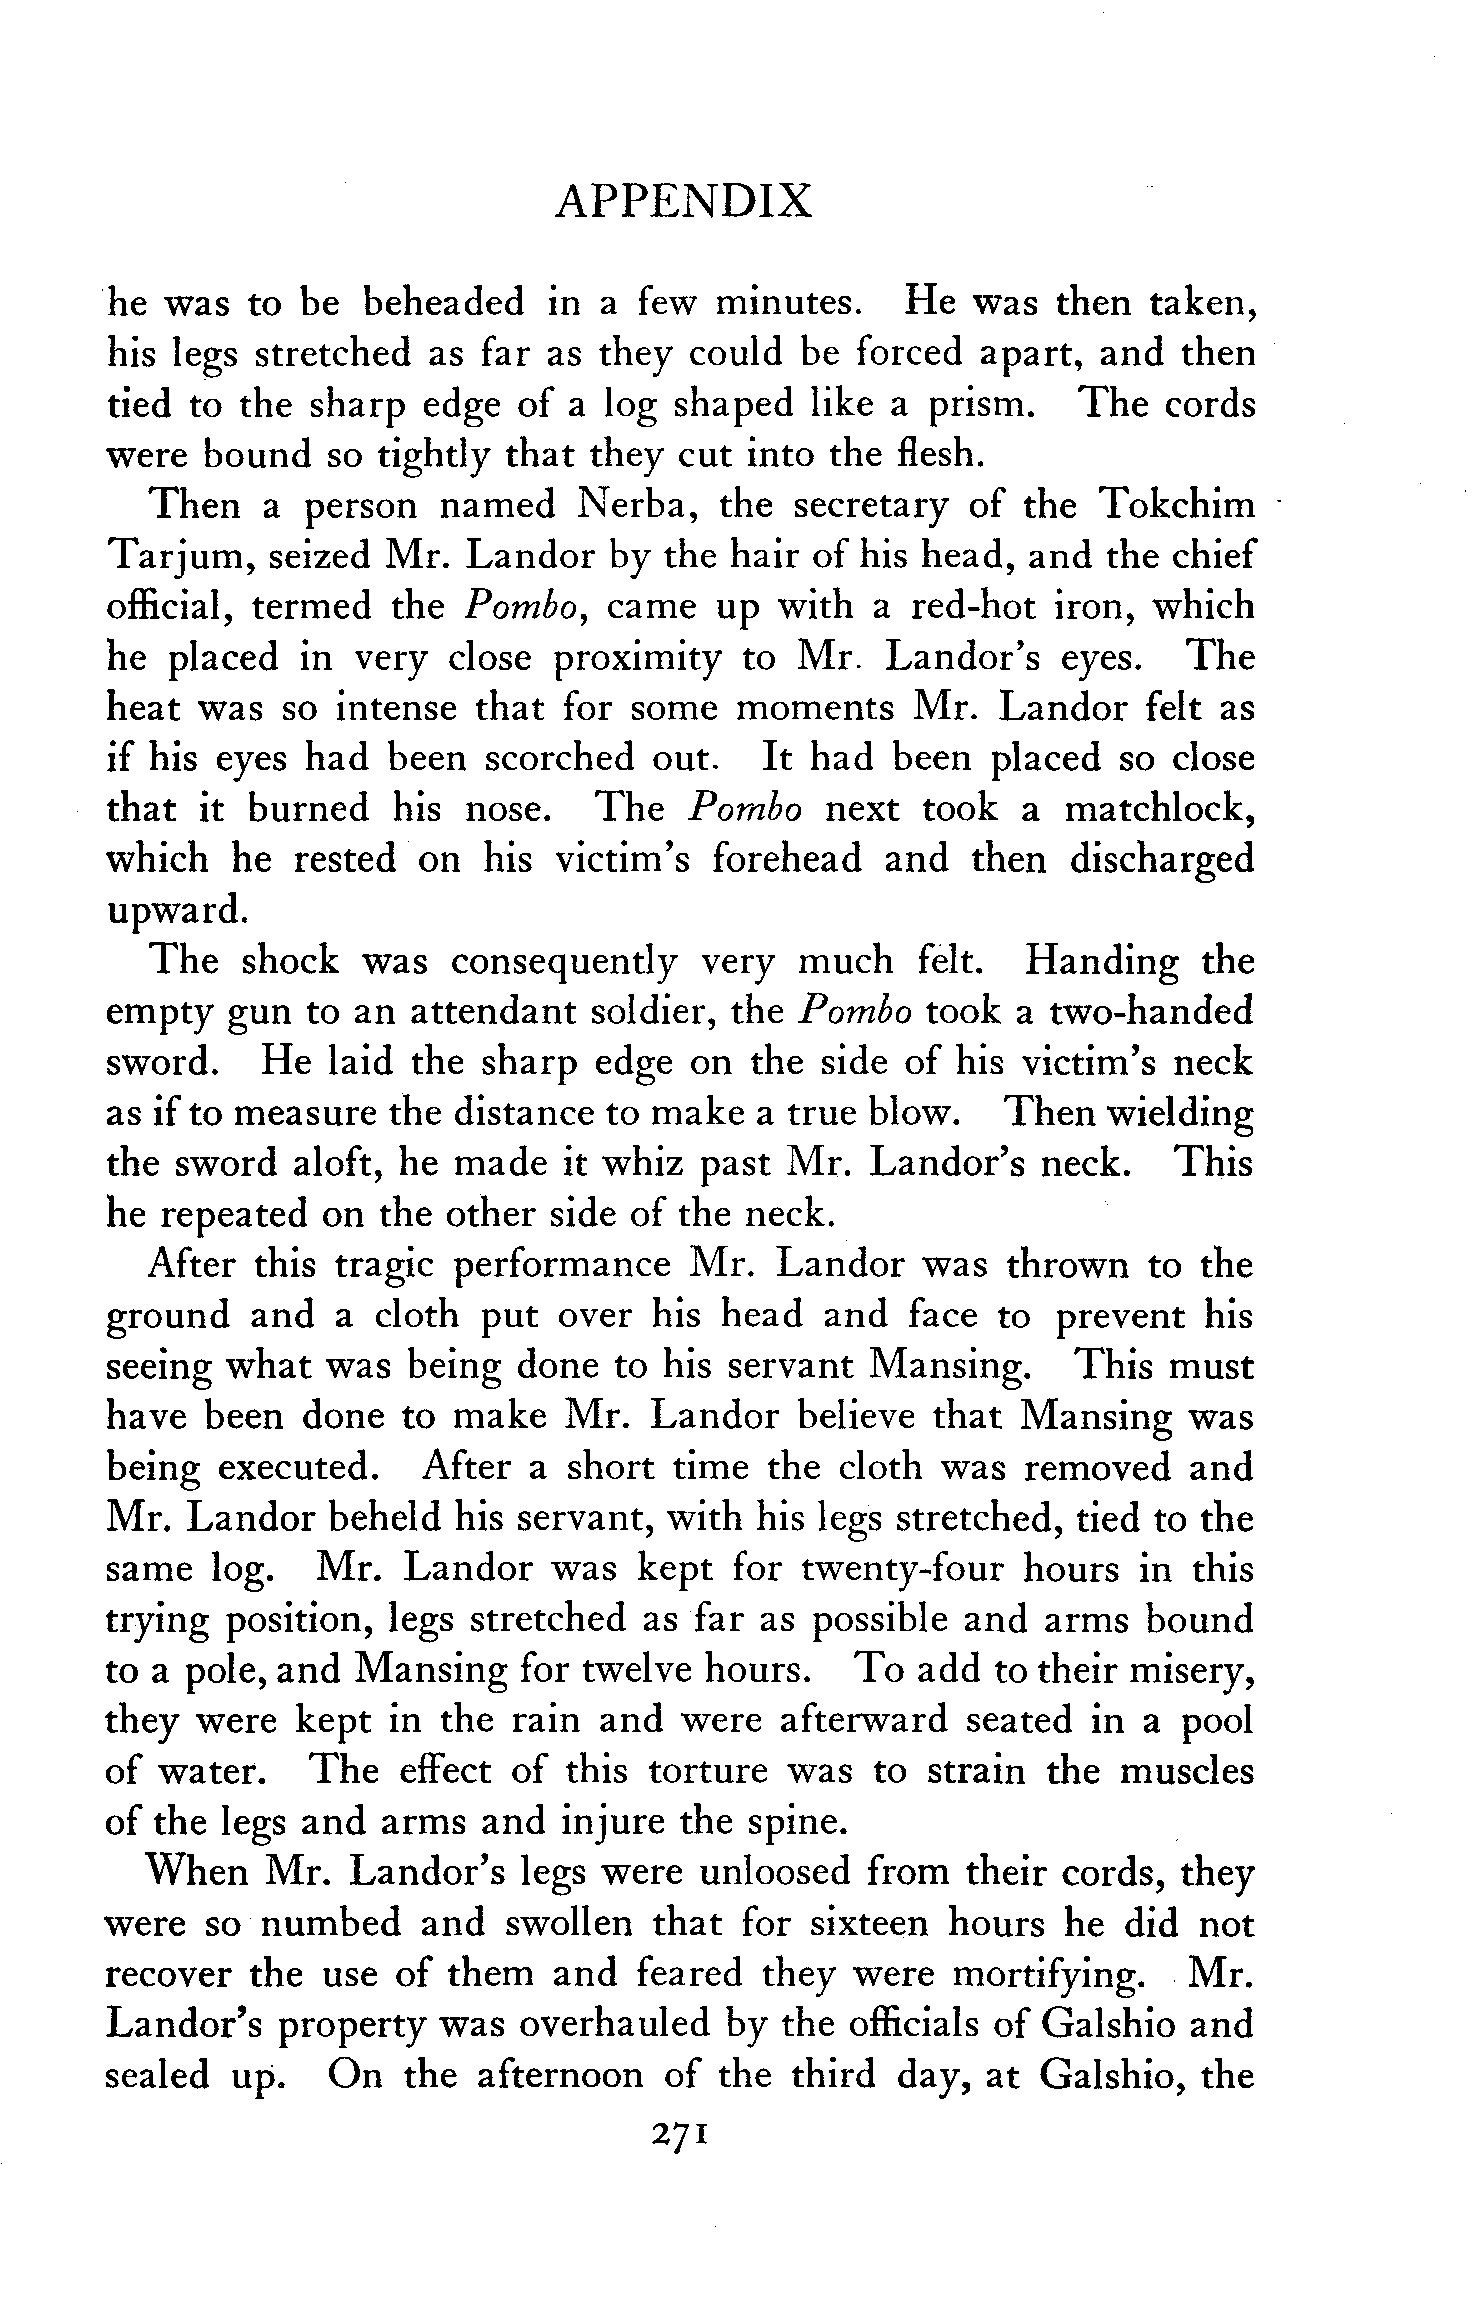 APPENDIX
he was to be beheaded in a few minutes. He was then taken,
his legs stretched as far as they could be forced apart, and then
tied to the sharp edge of a log shaped like a prism. The cords
were bound so tightly that they cut into the flesh.
Then a person named Nerba, the secretary of the Tokchim
Tarjum, seized Mr. Landor by the hair of his head, and the chief
official, termed the Pombo, came up with a red-hot iron, which
he placed in very close proximity to Mr. Landor's eyes. The
heat was so intense that for some moments Mr. Landor felt as
if his eyes had been scorched out. It had been placed so close
that it burned his nose. The Pombo next took a matchlock,
which he rested on his victim's forehead and then discharged
upward.
The shock was consequently very much felt. Handing the
empty gun to an attendant soldier, the Pombo took a two-handed
sword. He laid the sharp edge on the side of his victim's neck
as if to measure the distance to make a true blow. Then wielding
the sword aloft, he made it whiz past Mr. Landor's neck. This
he repeated on the other side of the neck.
After this tragic performance Mr. Landor was thrown to the
ground and a cloth put over his head and face to prevent his
seeing what was being done to his servant Mansing. This must
have been done to make Mr. Landor believe that Mansing was
being executed. After a short time the cloth was removed and
Mr. Landor beheld his servant, with his legs stretched, tied to the
same log. Mr. Landor was kept for twenty-four hours in this
trying position, legs stretched as far as possible and arms bound
to a pole, and Mansing for twelve hours. To add to their misery,
they were kept in the rain and were afterward seated in a pool
of water. The effect of this torture was to strain the muscles
of the legs and arms and injure the spine.
When Mr. Landor's legs were unloosed from their cords, they
were so numbed and swollen that for sixteen hours he did not
recover the use of them and feared they were mortifying. Mr.
Landor's property was overhauled by the officials of Galshio and
sealed up. On the afternoon of the third day, at Galshio, the
271